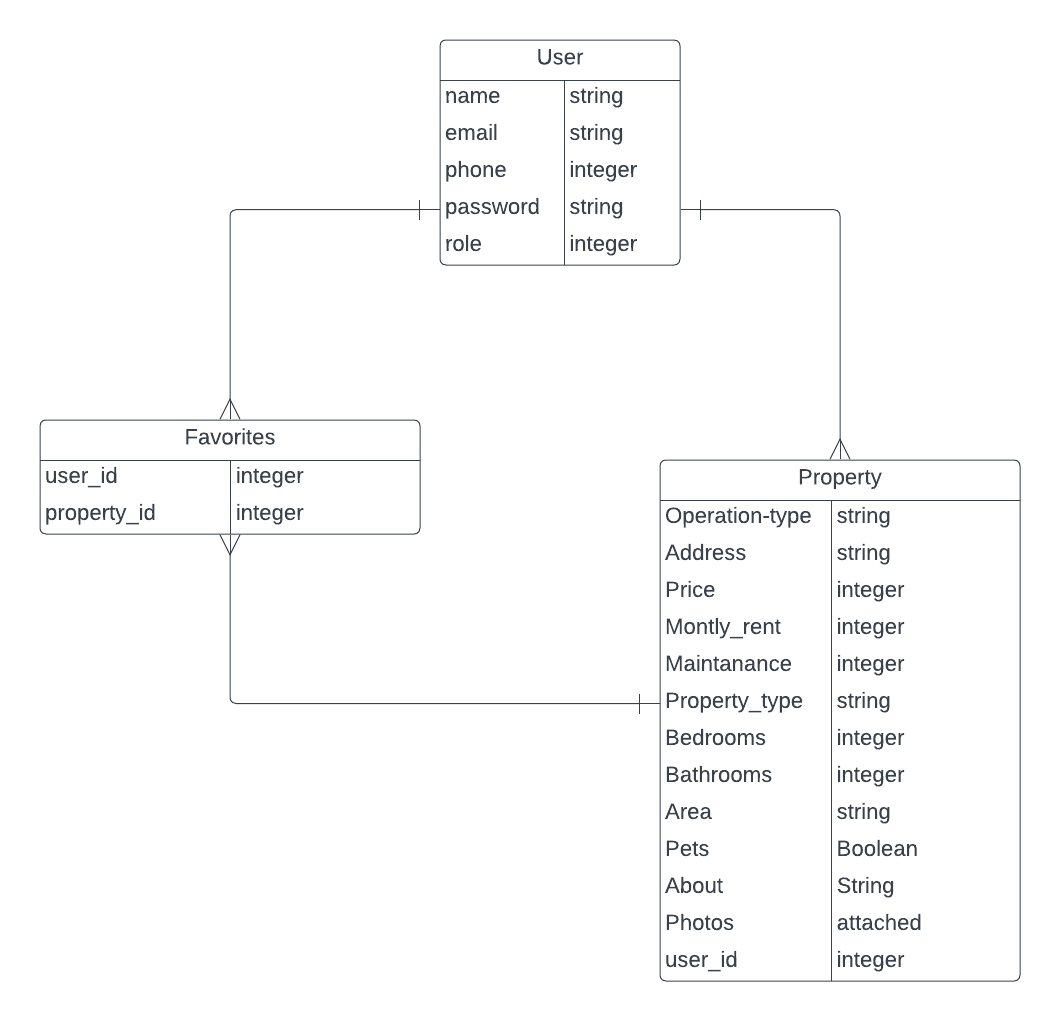 User
name string
email string
phone integer
password string
role integer
Favorites
user_id integer
property_id integer
Property
Operation-type string
Address string
Price integer
Montly_rent integer
Maintanance integer
Property_type string
Bedrooms integer
Bathrooms integer
Area string
Pets Boolean
About String
Photos attached
user_id integer